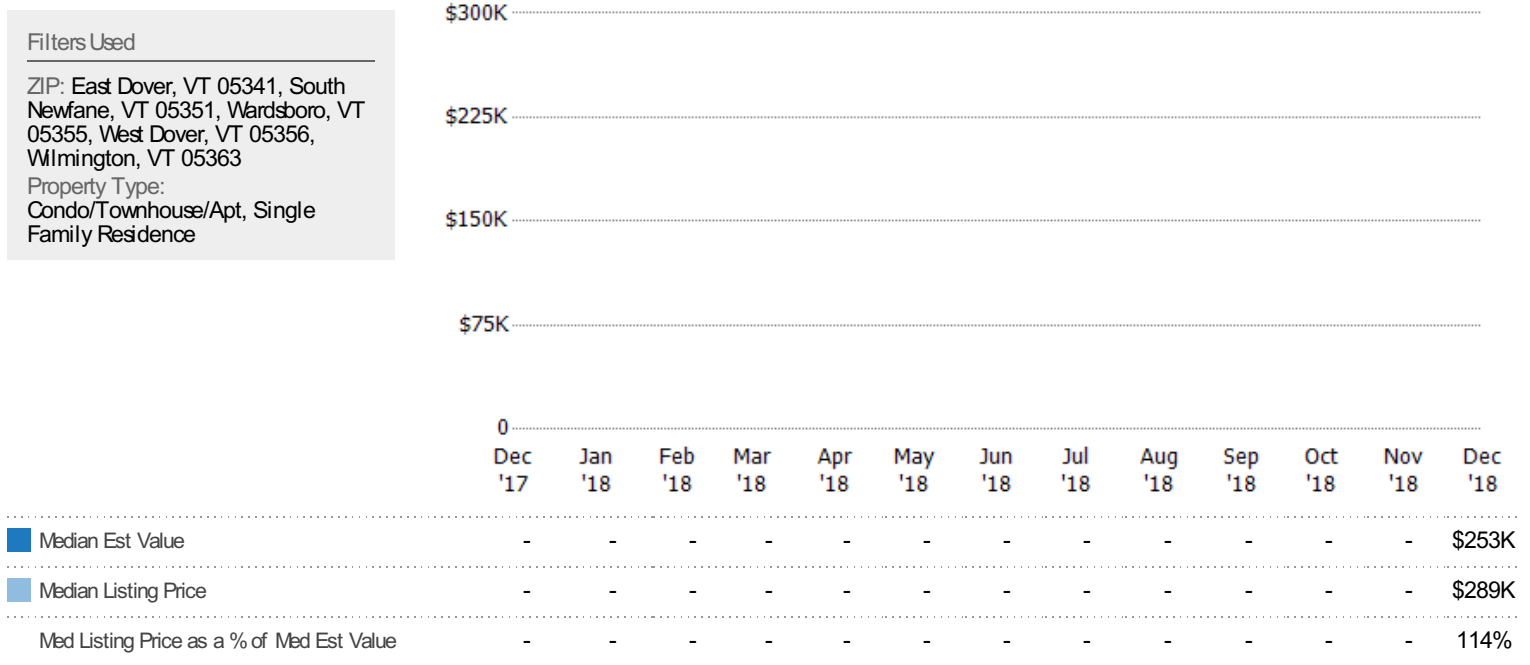 Filters Used
ZIP: East Dover, VT 05341, South
Newfane, VT 05351, Wardsboro, VT
05355, West Dover, VT 05356,
Wilmington, VT 05363
Property Type:
Condo/Townhouse/Apt, Single
Family Residence
$300K
$225K
$150K
$75K
0
Dec Jan Feb Mar Apr May Jun Jul Aug Sep Oct Nov Dec
'17 '18 '18 '18 '18 '18 '18 '18 '18 '18 '18 '18 '18
Median Est Value - - - - - - - - - - - - $253K
Median Listing Price - - - - - - - - - - - - $289K
Med Listing Price as a % of Med Est Value - - - - - - - - - - - - 114%